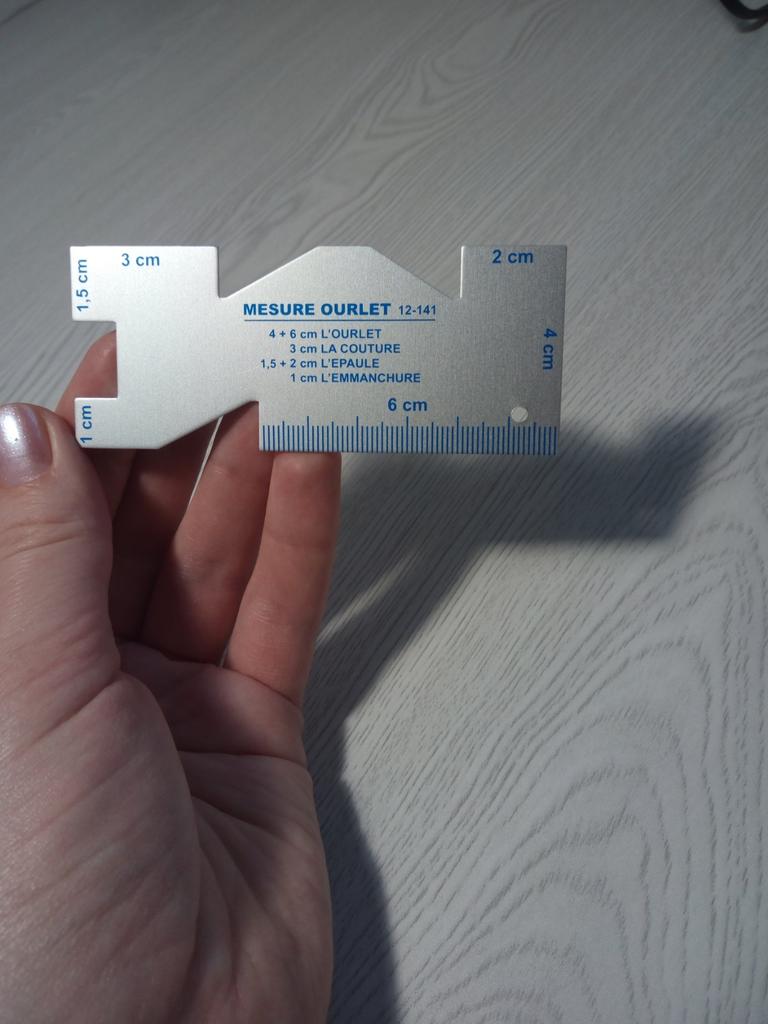 3 cm
2 cm
1,5 cm
MESURE OURLET 12-141
4 + 6 cm L'OURLET
3 cm LA COUTURE
1,5 + 2 cm L'EPAULE
1 cm L'EMMANCHURE
4 cm
1 cm
6 cm